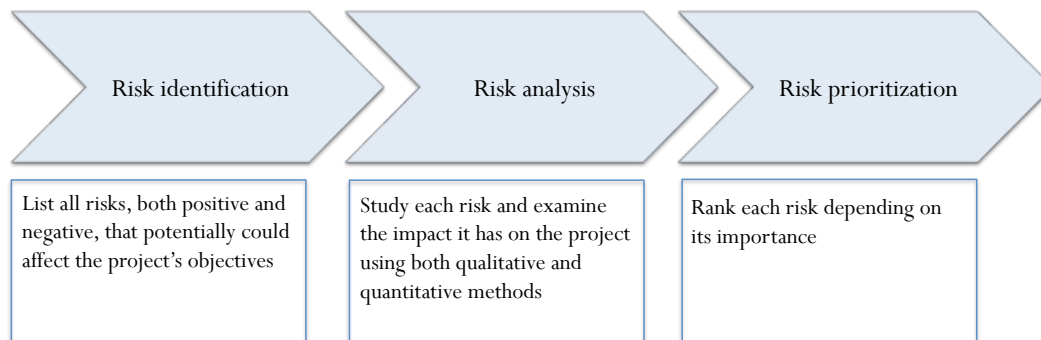 Risk identification
Risk analysis
Risk prioritization
List all risks, both positive and
negative, that potentially could
affect the project’s objectives
Study each risk and examine
the impact it has on the project
using both qualitative and
quantitative methods
Rank each risk depending on
its importance